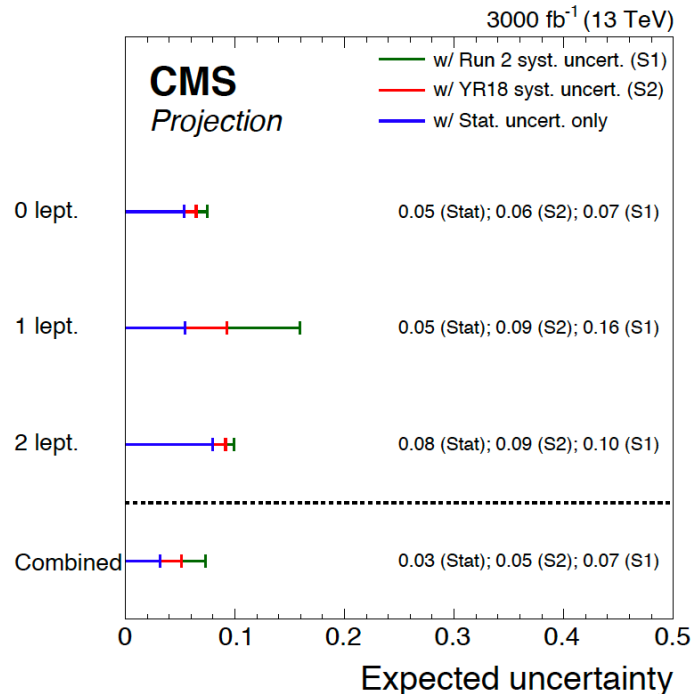 3000 fb⁻¹ (13 TeV)
CMS
Projection
w/ Run 2 syst. uncert. (S1)
w/ YR18 syst. uncert. (S2)
w/ Stat. uncert. only
0 lept.
0.05 (Stat); 0.06 (S2); 0.07 (S1)
1 lept.
0.05 (Stat); 0.09 (S2); 0.16 (S1)
2 lept.
0.08 (Stat); 0.09 (S2); 0.10 (S1)
Combined
0.03 (Stat); 0.05 (S2); 0.07 (S1)
0 0.1 0.2 0.3 0.4 0.5
Expected uncertainty